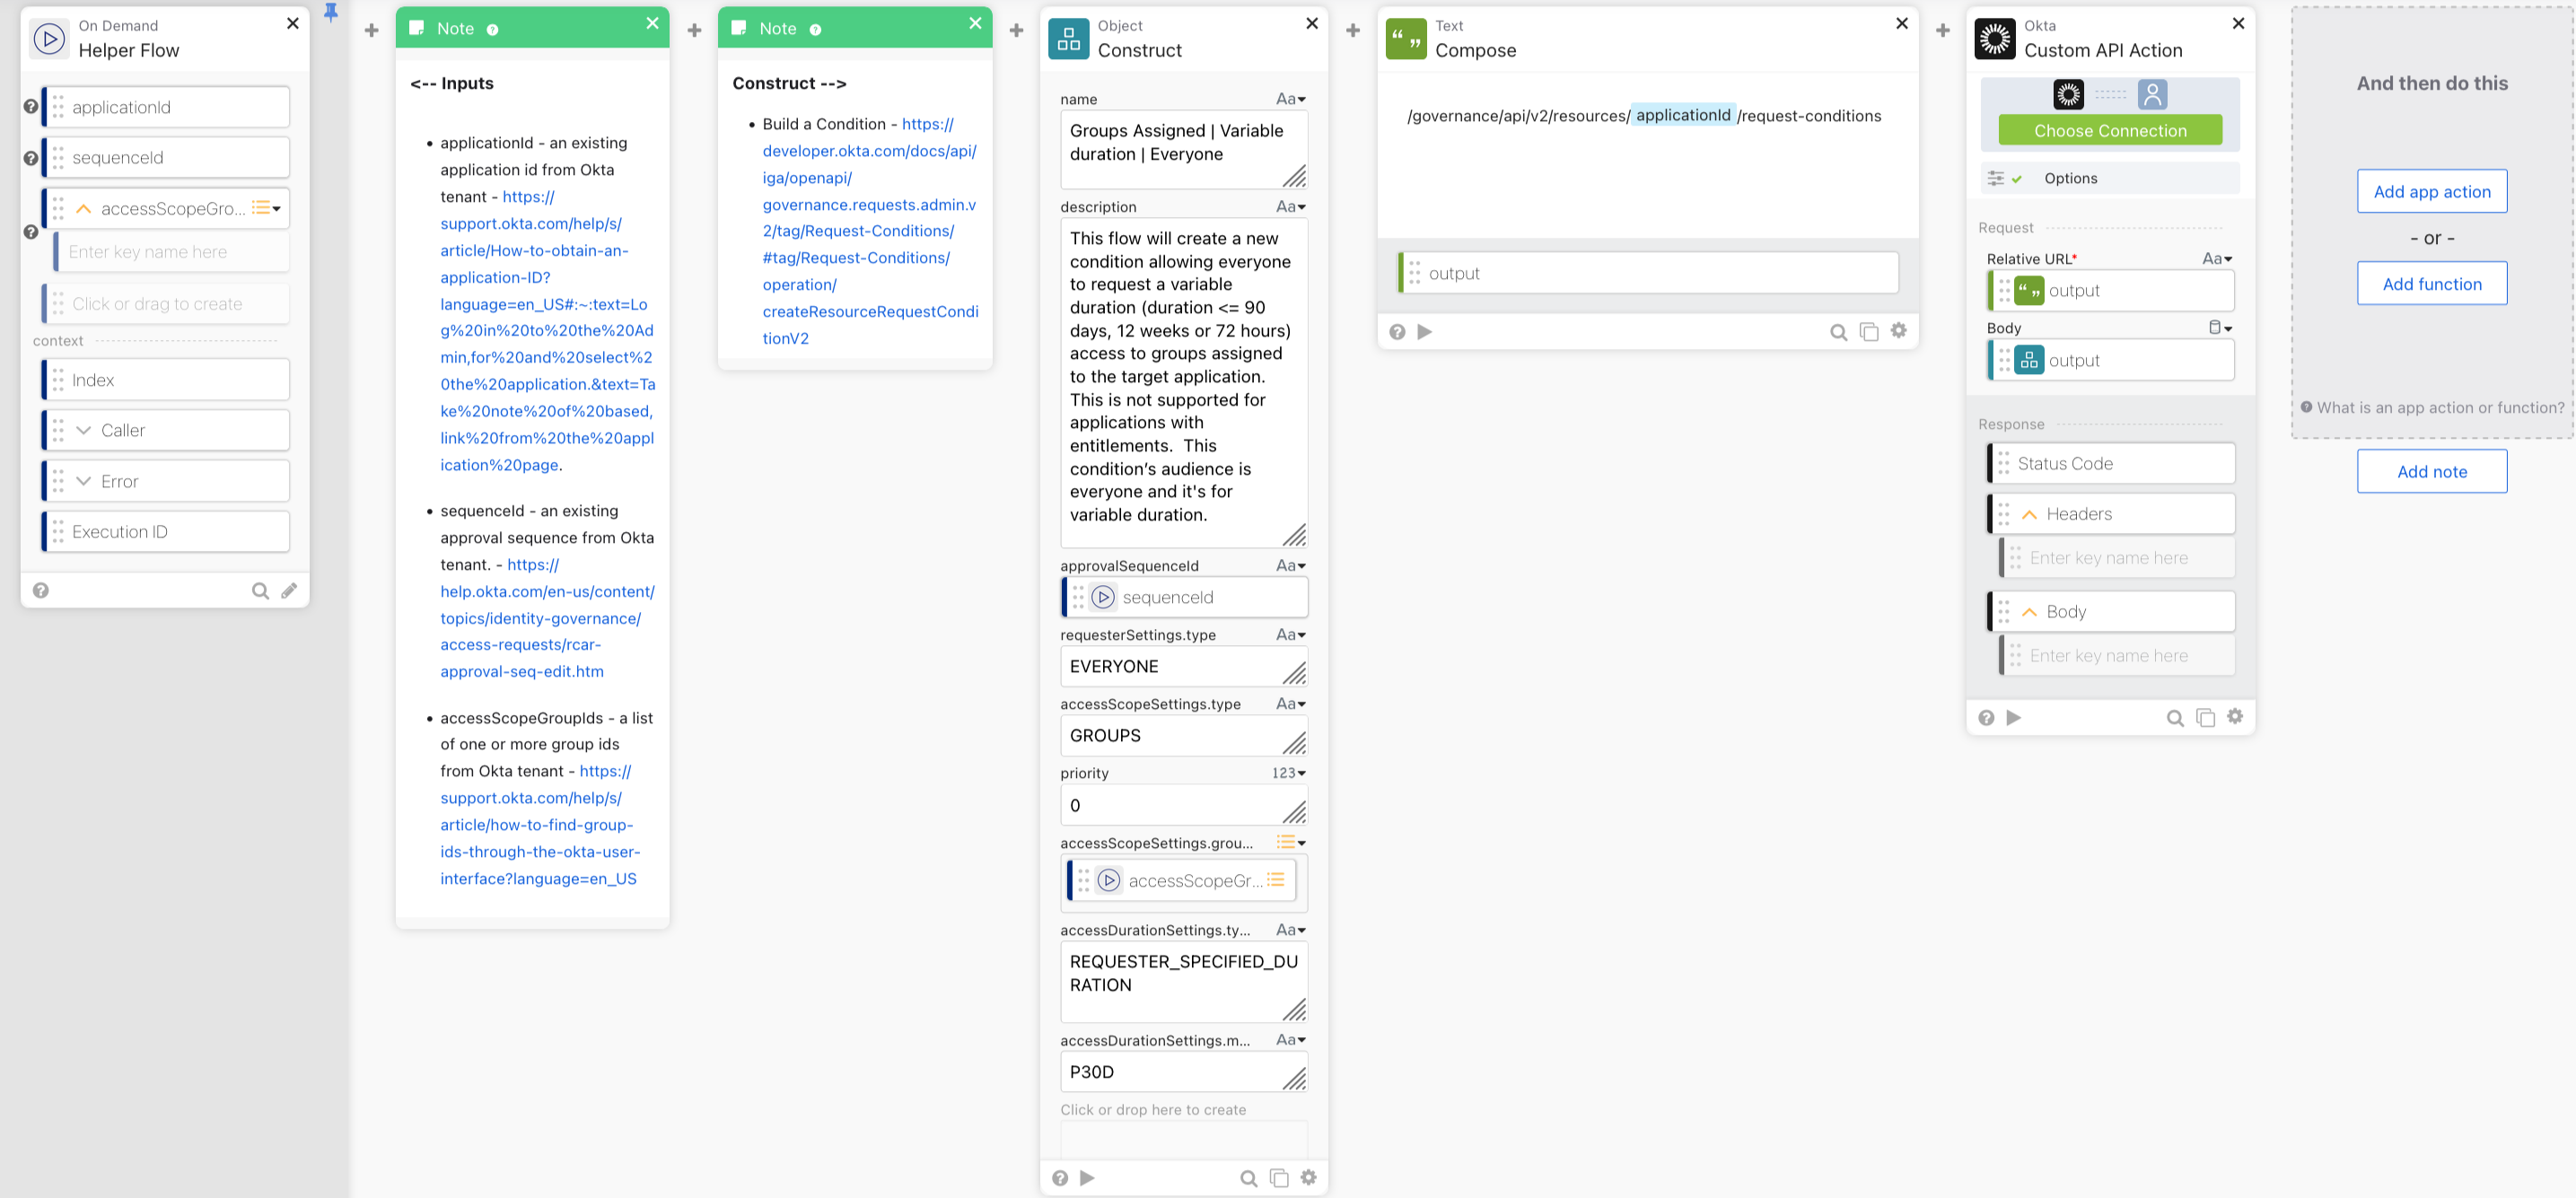 On Demand
Helper Flow
applicationId
sequenceId
accessScopeGro...
Enter key name here
Click or drag to create
context
Index
Caller
Error
Execution ID
Note
<-- Inputs
• applicationId - an existing
application id from Okta
tenant - https://
support.okta.com/help/s/
article/How-to-obtain-an-
application-ID?
language=en_US#:~:text=Lo
g%20in%20to%20the%20Ad
min,for%20and%20select%2
0the%20application.&text=Ta
ke%20note%20of%20based,
link%20from%20the%20appl
ication%20page.
• sequenceId - an existing
approval sequence from Okta
tenant. - https://
help.okta.com/en-us/content/
topics/identity-governance/
access-requests/rcar-
approval-seq-edit.htm
• accessScopeGroupIds - a list
of one or more group ids
from Okta tenant - https://
support.okta.com/help/s/
article/how-to-find-group-
ids-through-the-okta-user-
interface?language=en_US
Note
Construct -->
• Build a Condition - https://
developer.okta.com/docs/api/
iga/openapi/
governance.requests.admin.v
2/tag/Request-Conditions/
#tag/Request-Conditions/
operation/
createResourceRequestCondi
tionV2
Object
Construct
name Aa
Groups Assigned | Variable
duration | Everyone
description Aa
This flow will create a new
condition allowing everyone
to request a variable
duration (duration <= 90
days, 12 weeks or 72 hours)
access to groups assigned
to the target application.
This is not supported for
applications with
entitlements.  This
condition's audience is
everyone and it's for
variable duration.
approvalSequenceId Aa
sequenceId
requesterSettings.type Aa
EVERYONE
accessScopeSettings.type Aa
GROUPS
priority 123
0
accessScopeSettings.grou...
accessScopeGr...
accessDurationSettings.ty... Aa
REQUESTER_SPECIFIED_DU
RATION
accessDurationSettings.m... Aa
P30D
Click or drop here to create
Text
Compose
/governance/api/v2/resources/ applicationId /request-conditions
output
Okta
Custom API Action
Choose Connection
Options
Request
Relative URL* Aa
output
Body
output
Response
Status Code
Headers
Enter key name here
Body
Enter key name here
And then do this
Add app action
- or -
Add function
What is an app action or function?
Add note